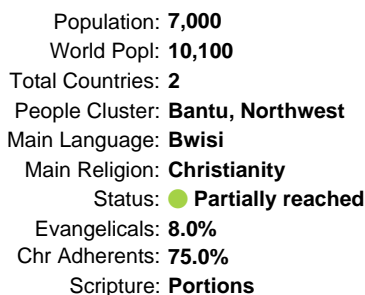 Population: 7,000
World Popl: 10,100
Total Countries: 2
People Cluster: Bantu, Northwest
Main Language: Bwisi
Main Religion: Christianity
Status: Partially reached
Evangelicals: 8.0%
Chr Adherents: 75.0%
Scripture: Portions